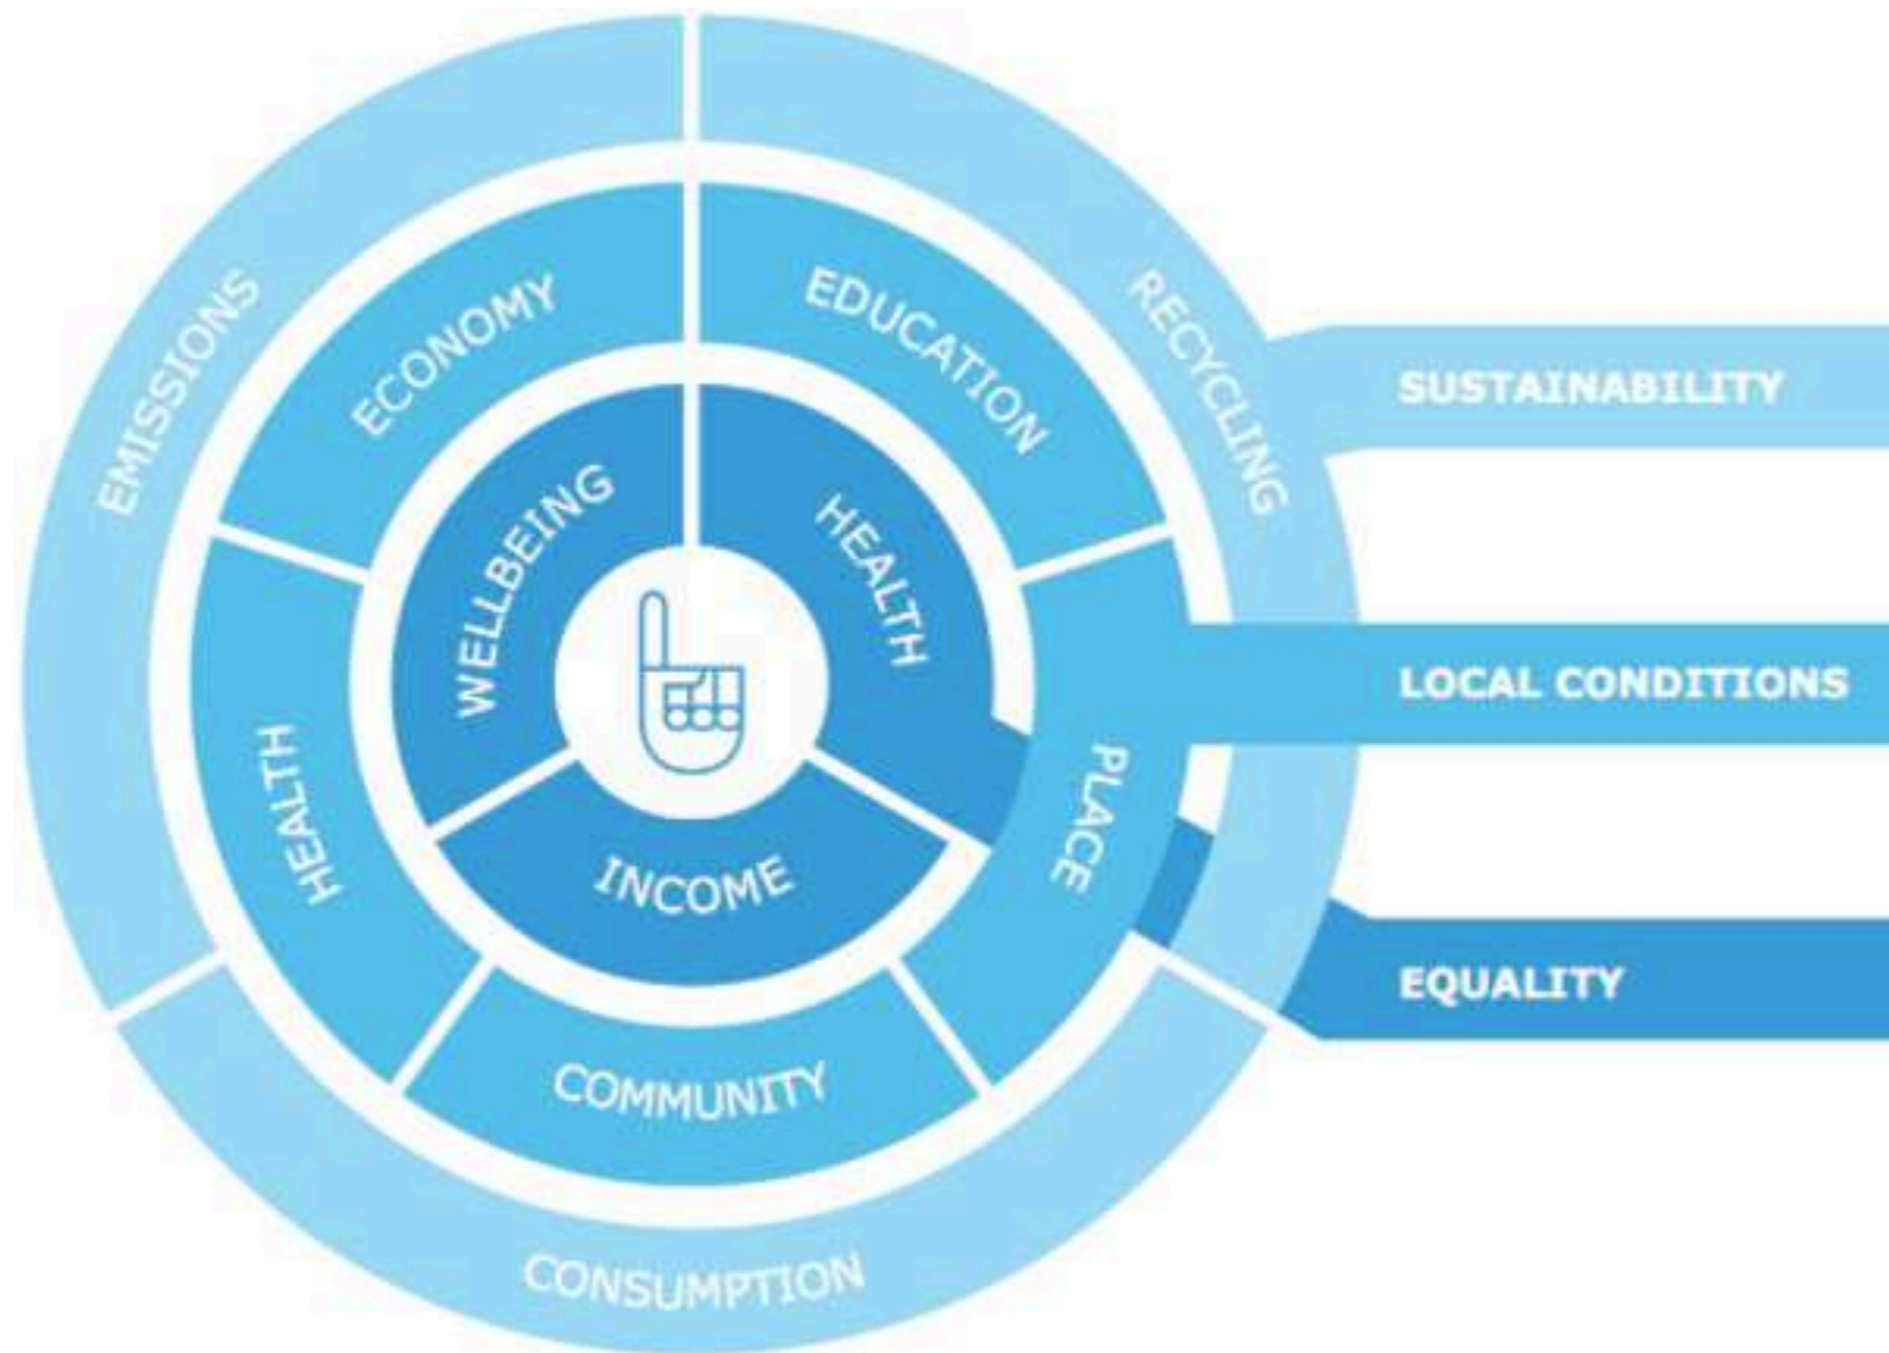 EMISSIONS
RECYCLING
CONSUMPTION
ECONOMY
EDUCATION
HEALTH
PLACE
COMMUNITY
WELLBEING
HEALTH
INCOME
SUSTAINABILITY
LOCAL CONDITIONS
EQUALITY